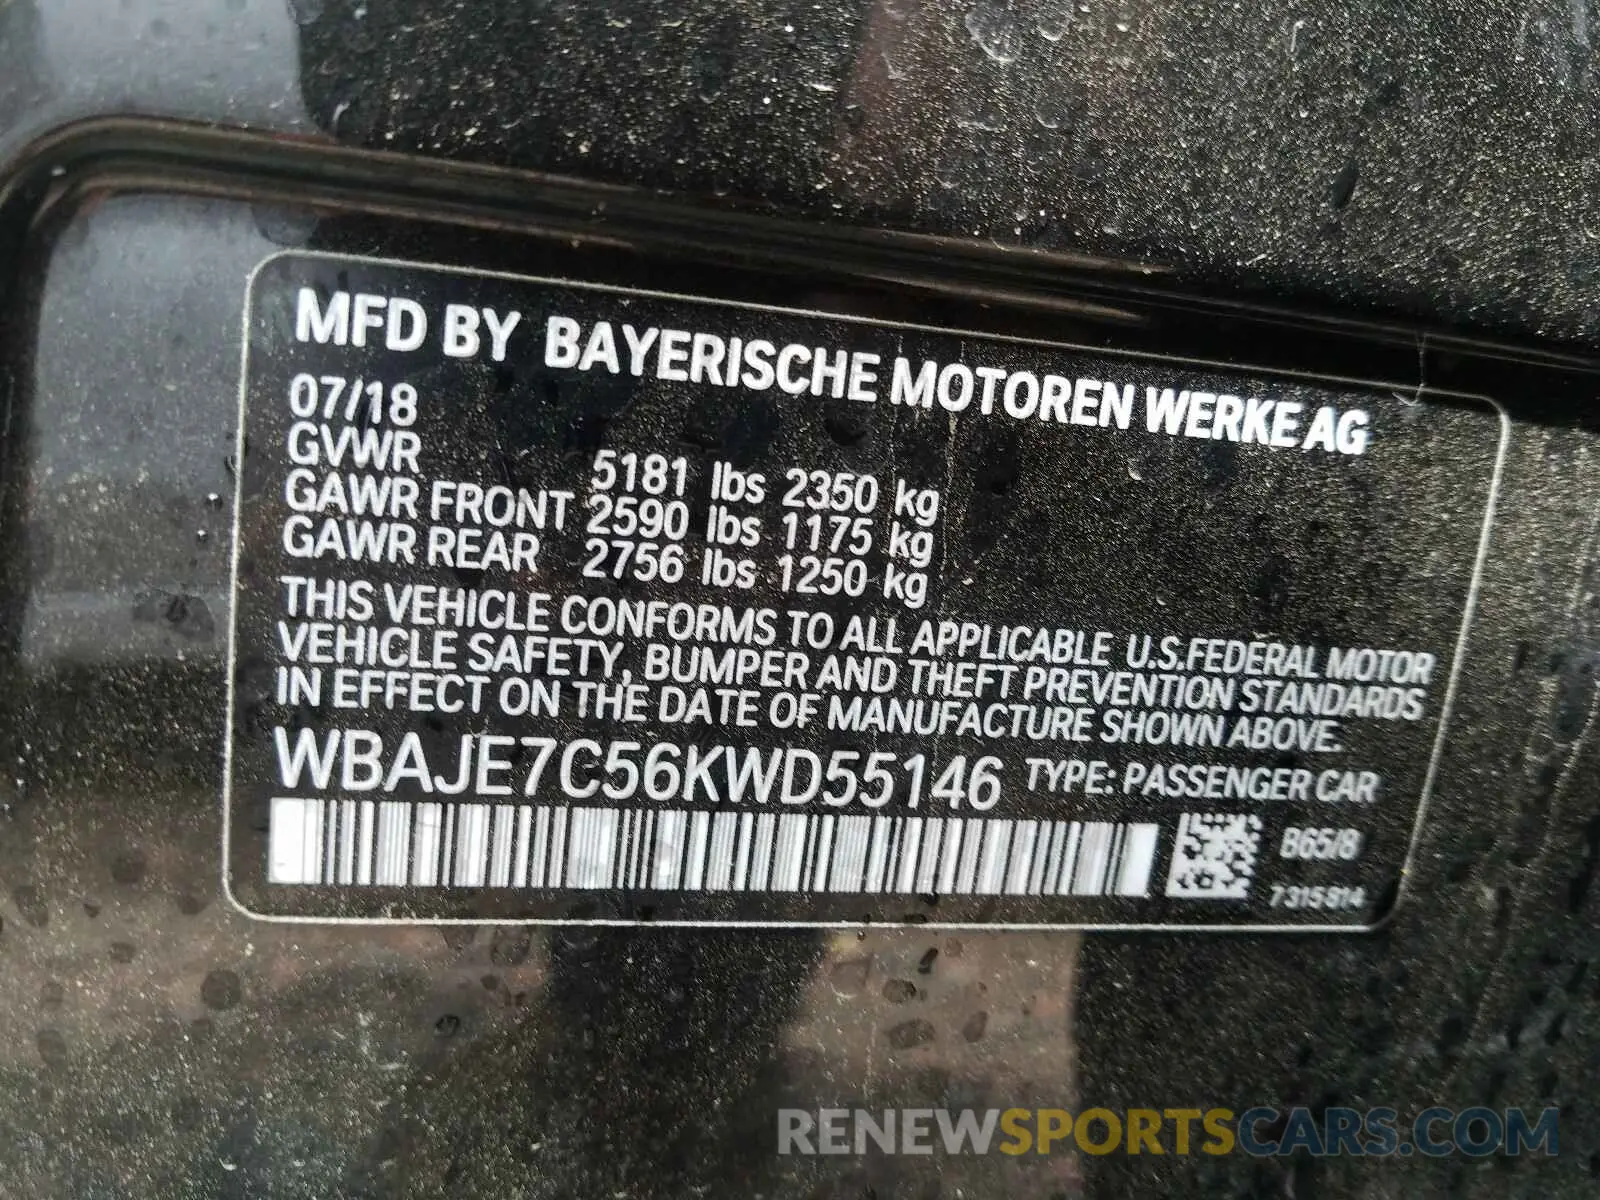 MFD BY BAYERISCHE MOTOREN WERKE AG
07/18
GVWR 5181 lbs 2350 kg
GAWR FRONT 2590 lbs 1175 kg
GAWR REAR 2756 lbs 1250 kg
THIS VEHICLE CONFORMS TO ALL APPLICABLE U.S.FEDERAL MOTOR
VEHICLE SAFETY, BUMPER AND THEFT PREVENTION STANDARDS
IN EFFECT ON THE DATE OF MANUFACTURE SHOWN ABOVE.
WBAJE7C56KWD55146 TYPE: PASSENGER CAR
B65/8
7315814
RENEWSPORTSCARS.COM